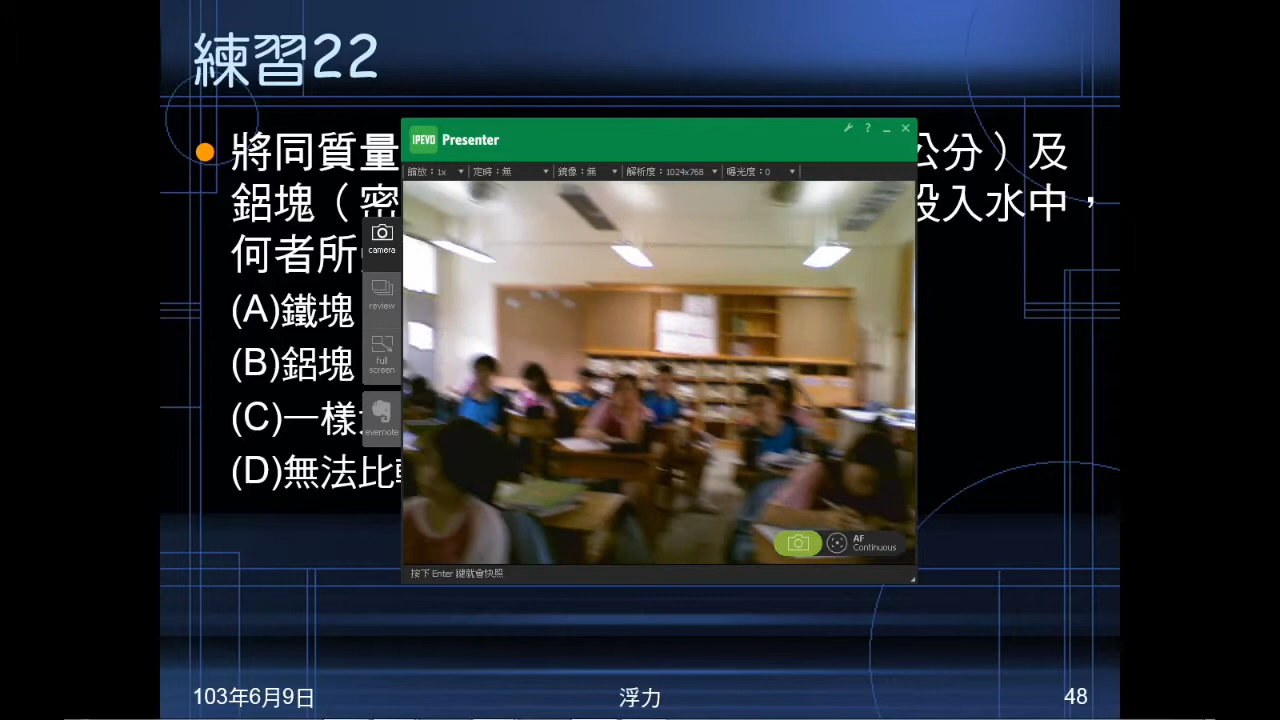 練習22
將同質量
公分）及
鋁塊（密
投入水中，
何者所
(A)鐵塊
(B)鋁塊
(C)一樣
(D)無法比
IPEVO Presenter
縮放：1x
定時：無
鏡像：無
解析度：1024x768
曝光度：0
camera
review
full
screen
evernote
AF
Continuous
按下 Enter 鍵就會快照
103年6月9日
浮力
48